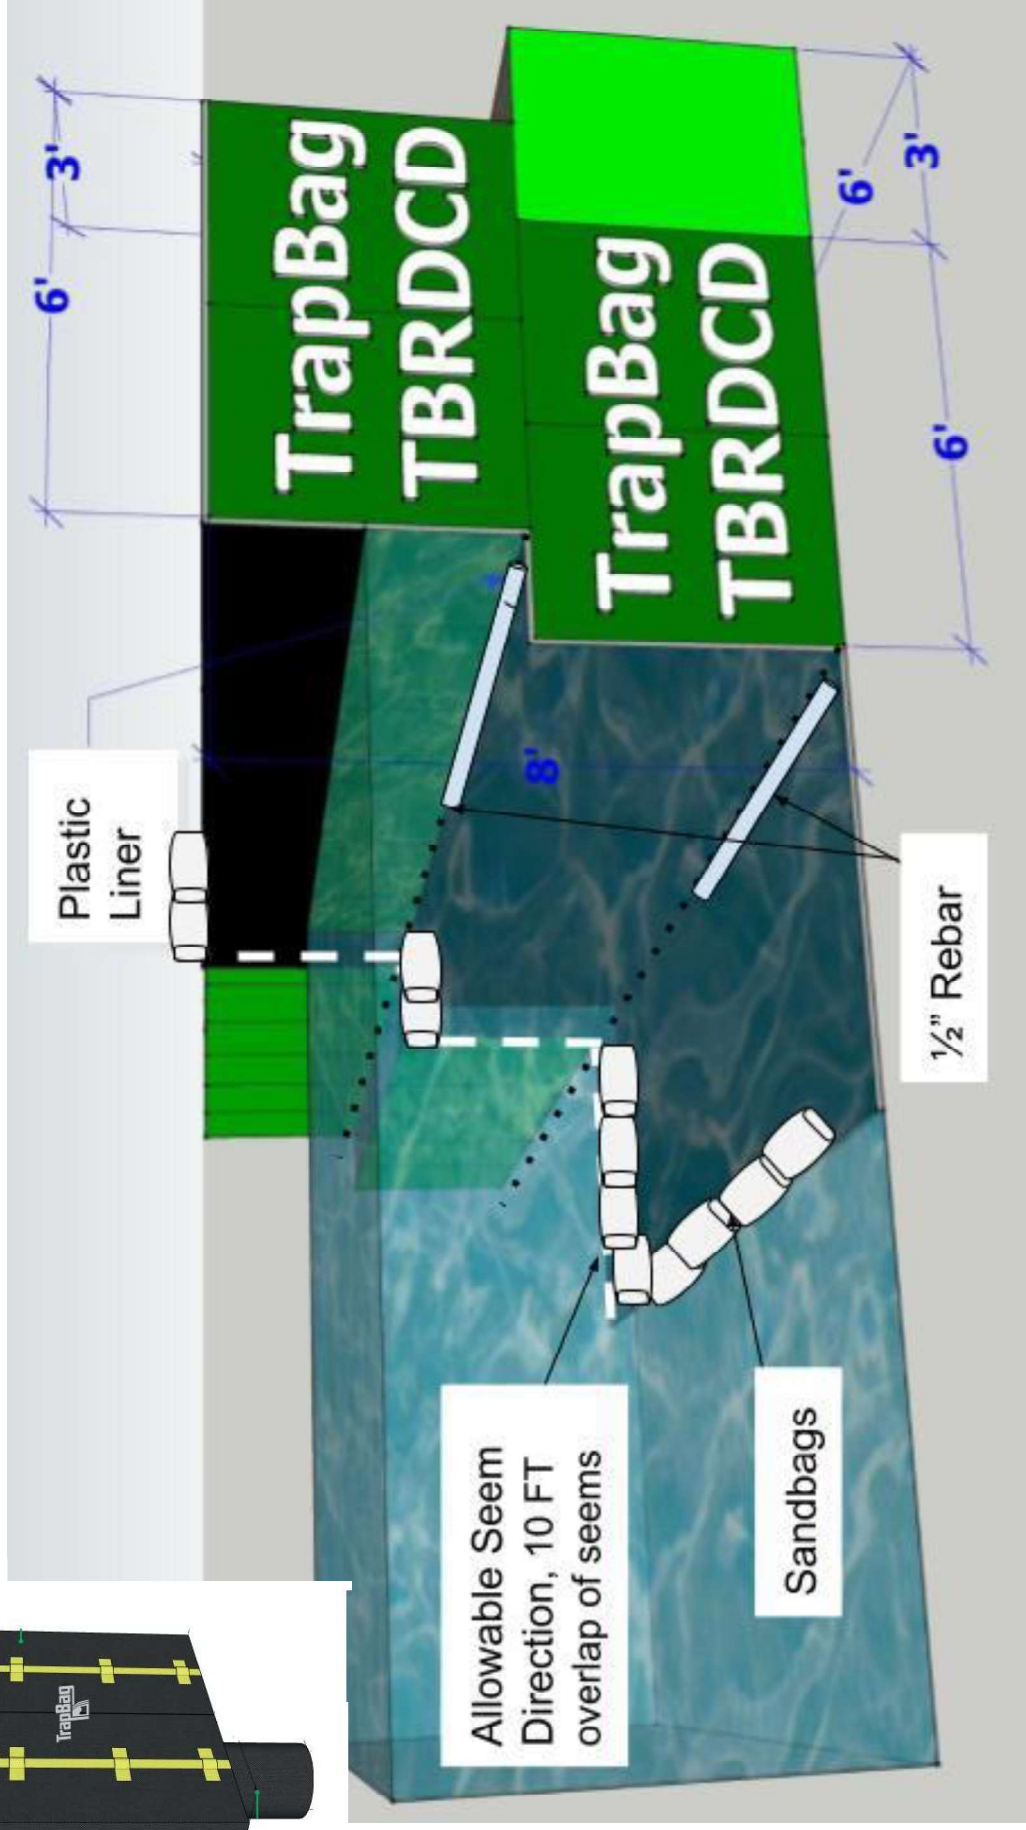 Plastic
Liner
6'
3'
TrapBag
TBRDCD
TrapBag
TBRDCD
8'
6'
3'
6'
½” Rebar
Allowable Seem
Direction, 10 FT
overlap of seems
Sandbags
TrapBag